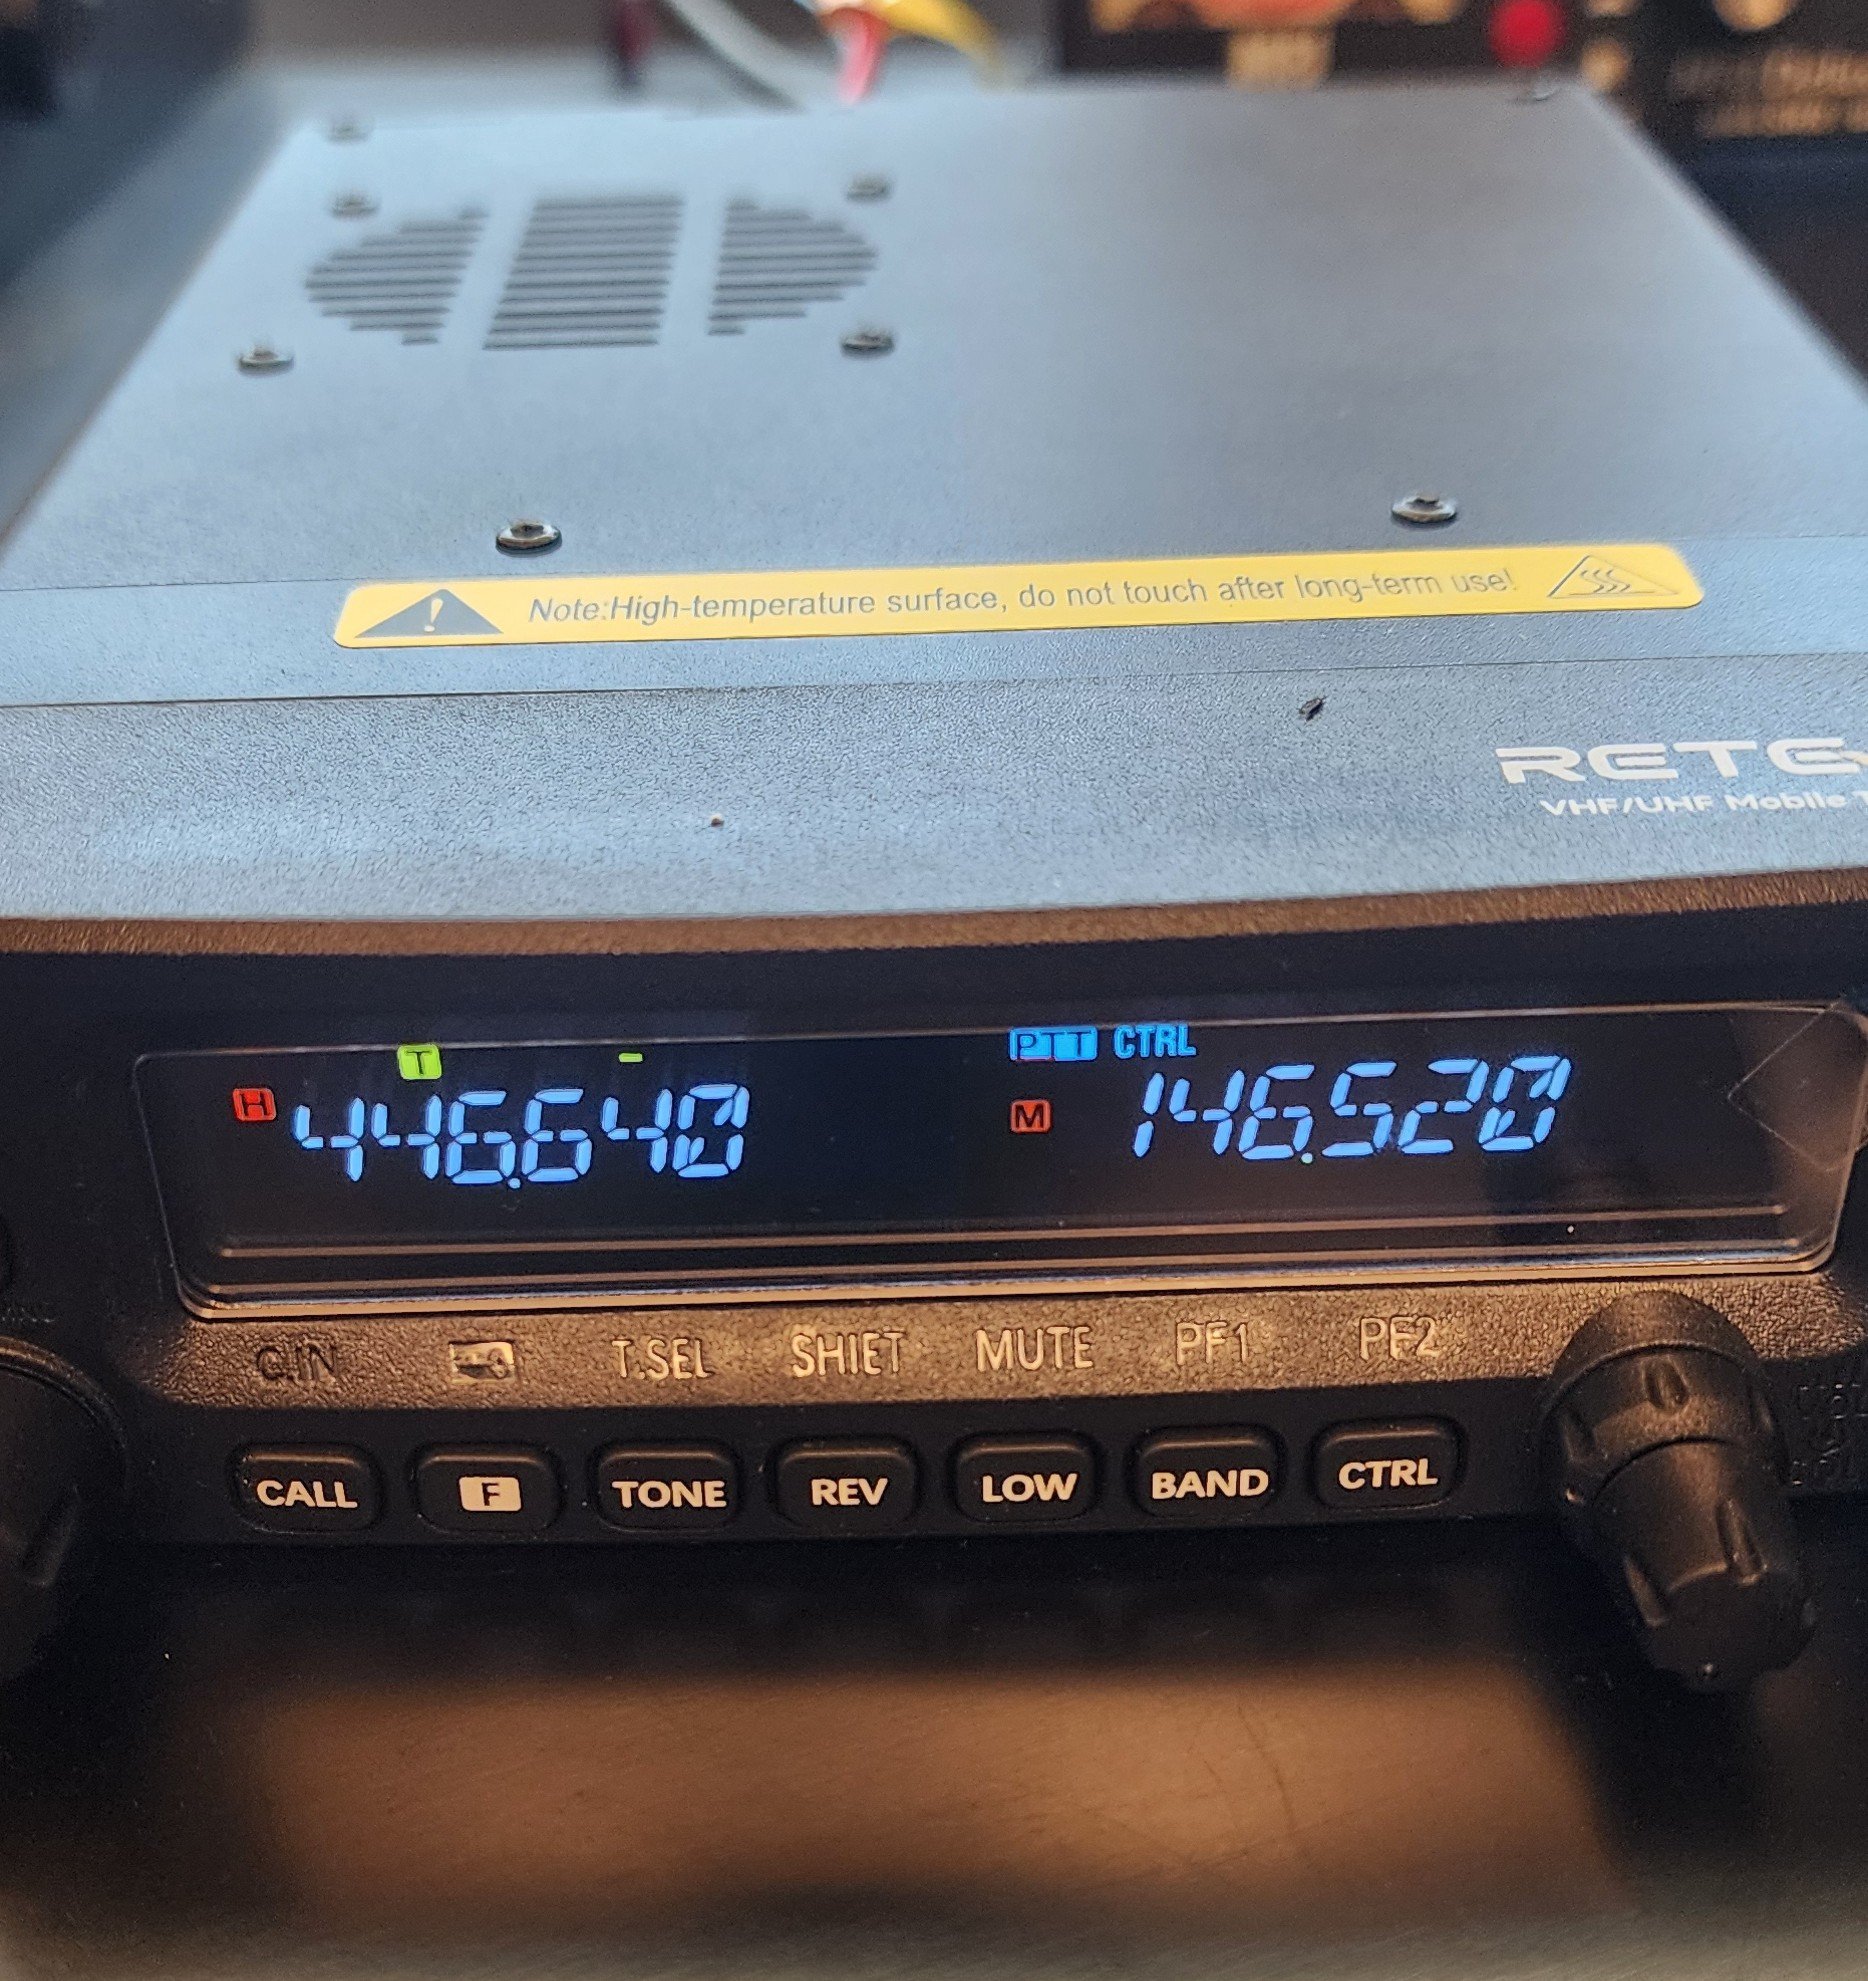 Note:High-temperature surface, do not touch after long-term use!
RETE
VHF/UHF Mobile T
T - PTT CTRL
H 446.640 M 146.520
C.IN T.SEL SHIET MUTE PF1 PF2
CALL F TONE REV LOW BAND CTRL